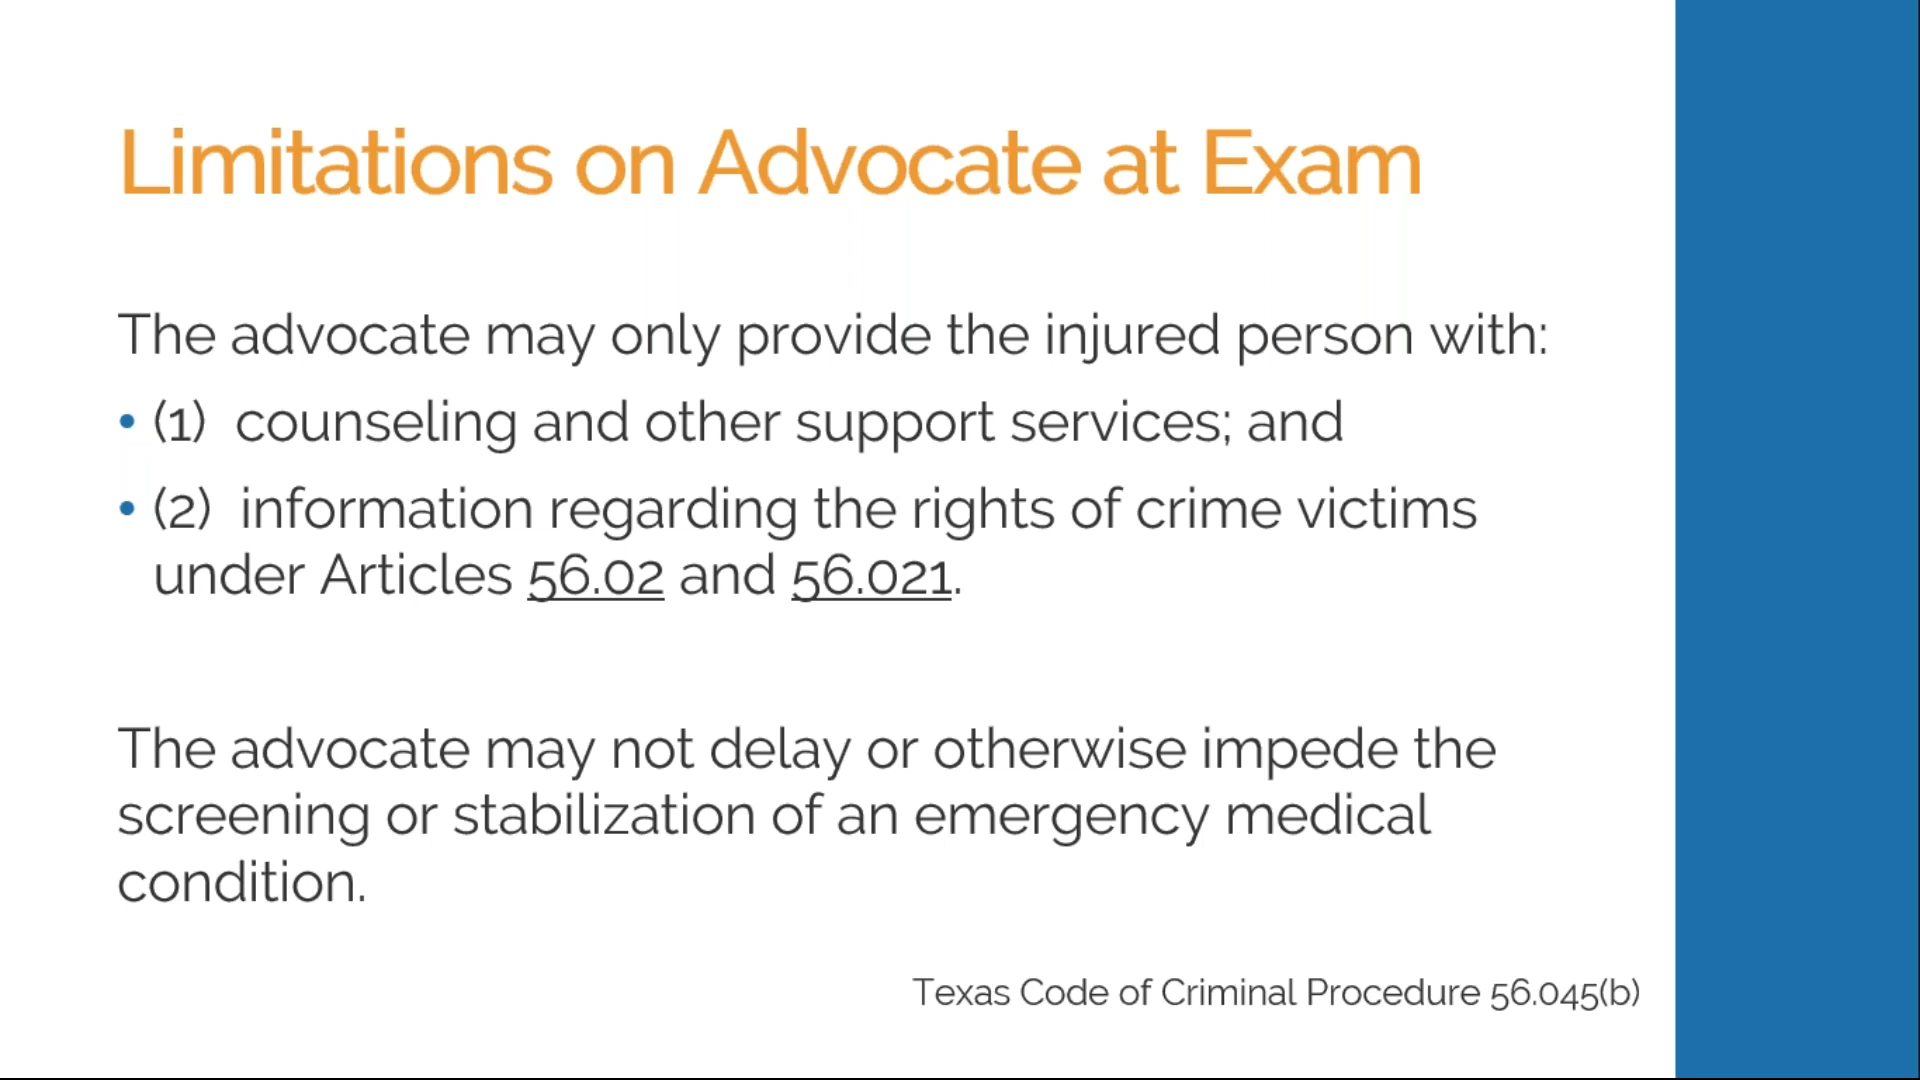 Limitations on Advocate at Exam
The advocate may only provide the injured person with:
• (1) counseling and other support services; and
• (2) information regarding the rights of crime victims
under Articles 56.02 and 56.021.
The advocate may not delay or otherwise impede the
screening or stabilization of an emergency medical
condition.
Texas Code of Criminal Procedure 56.045(b)